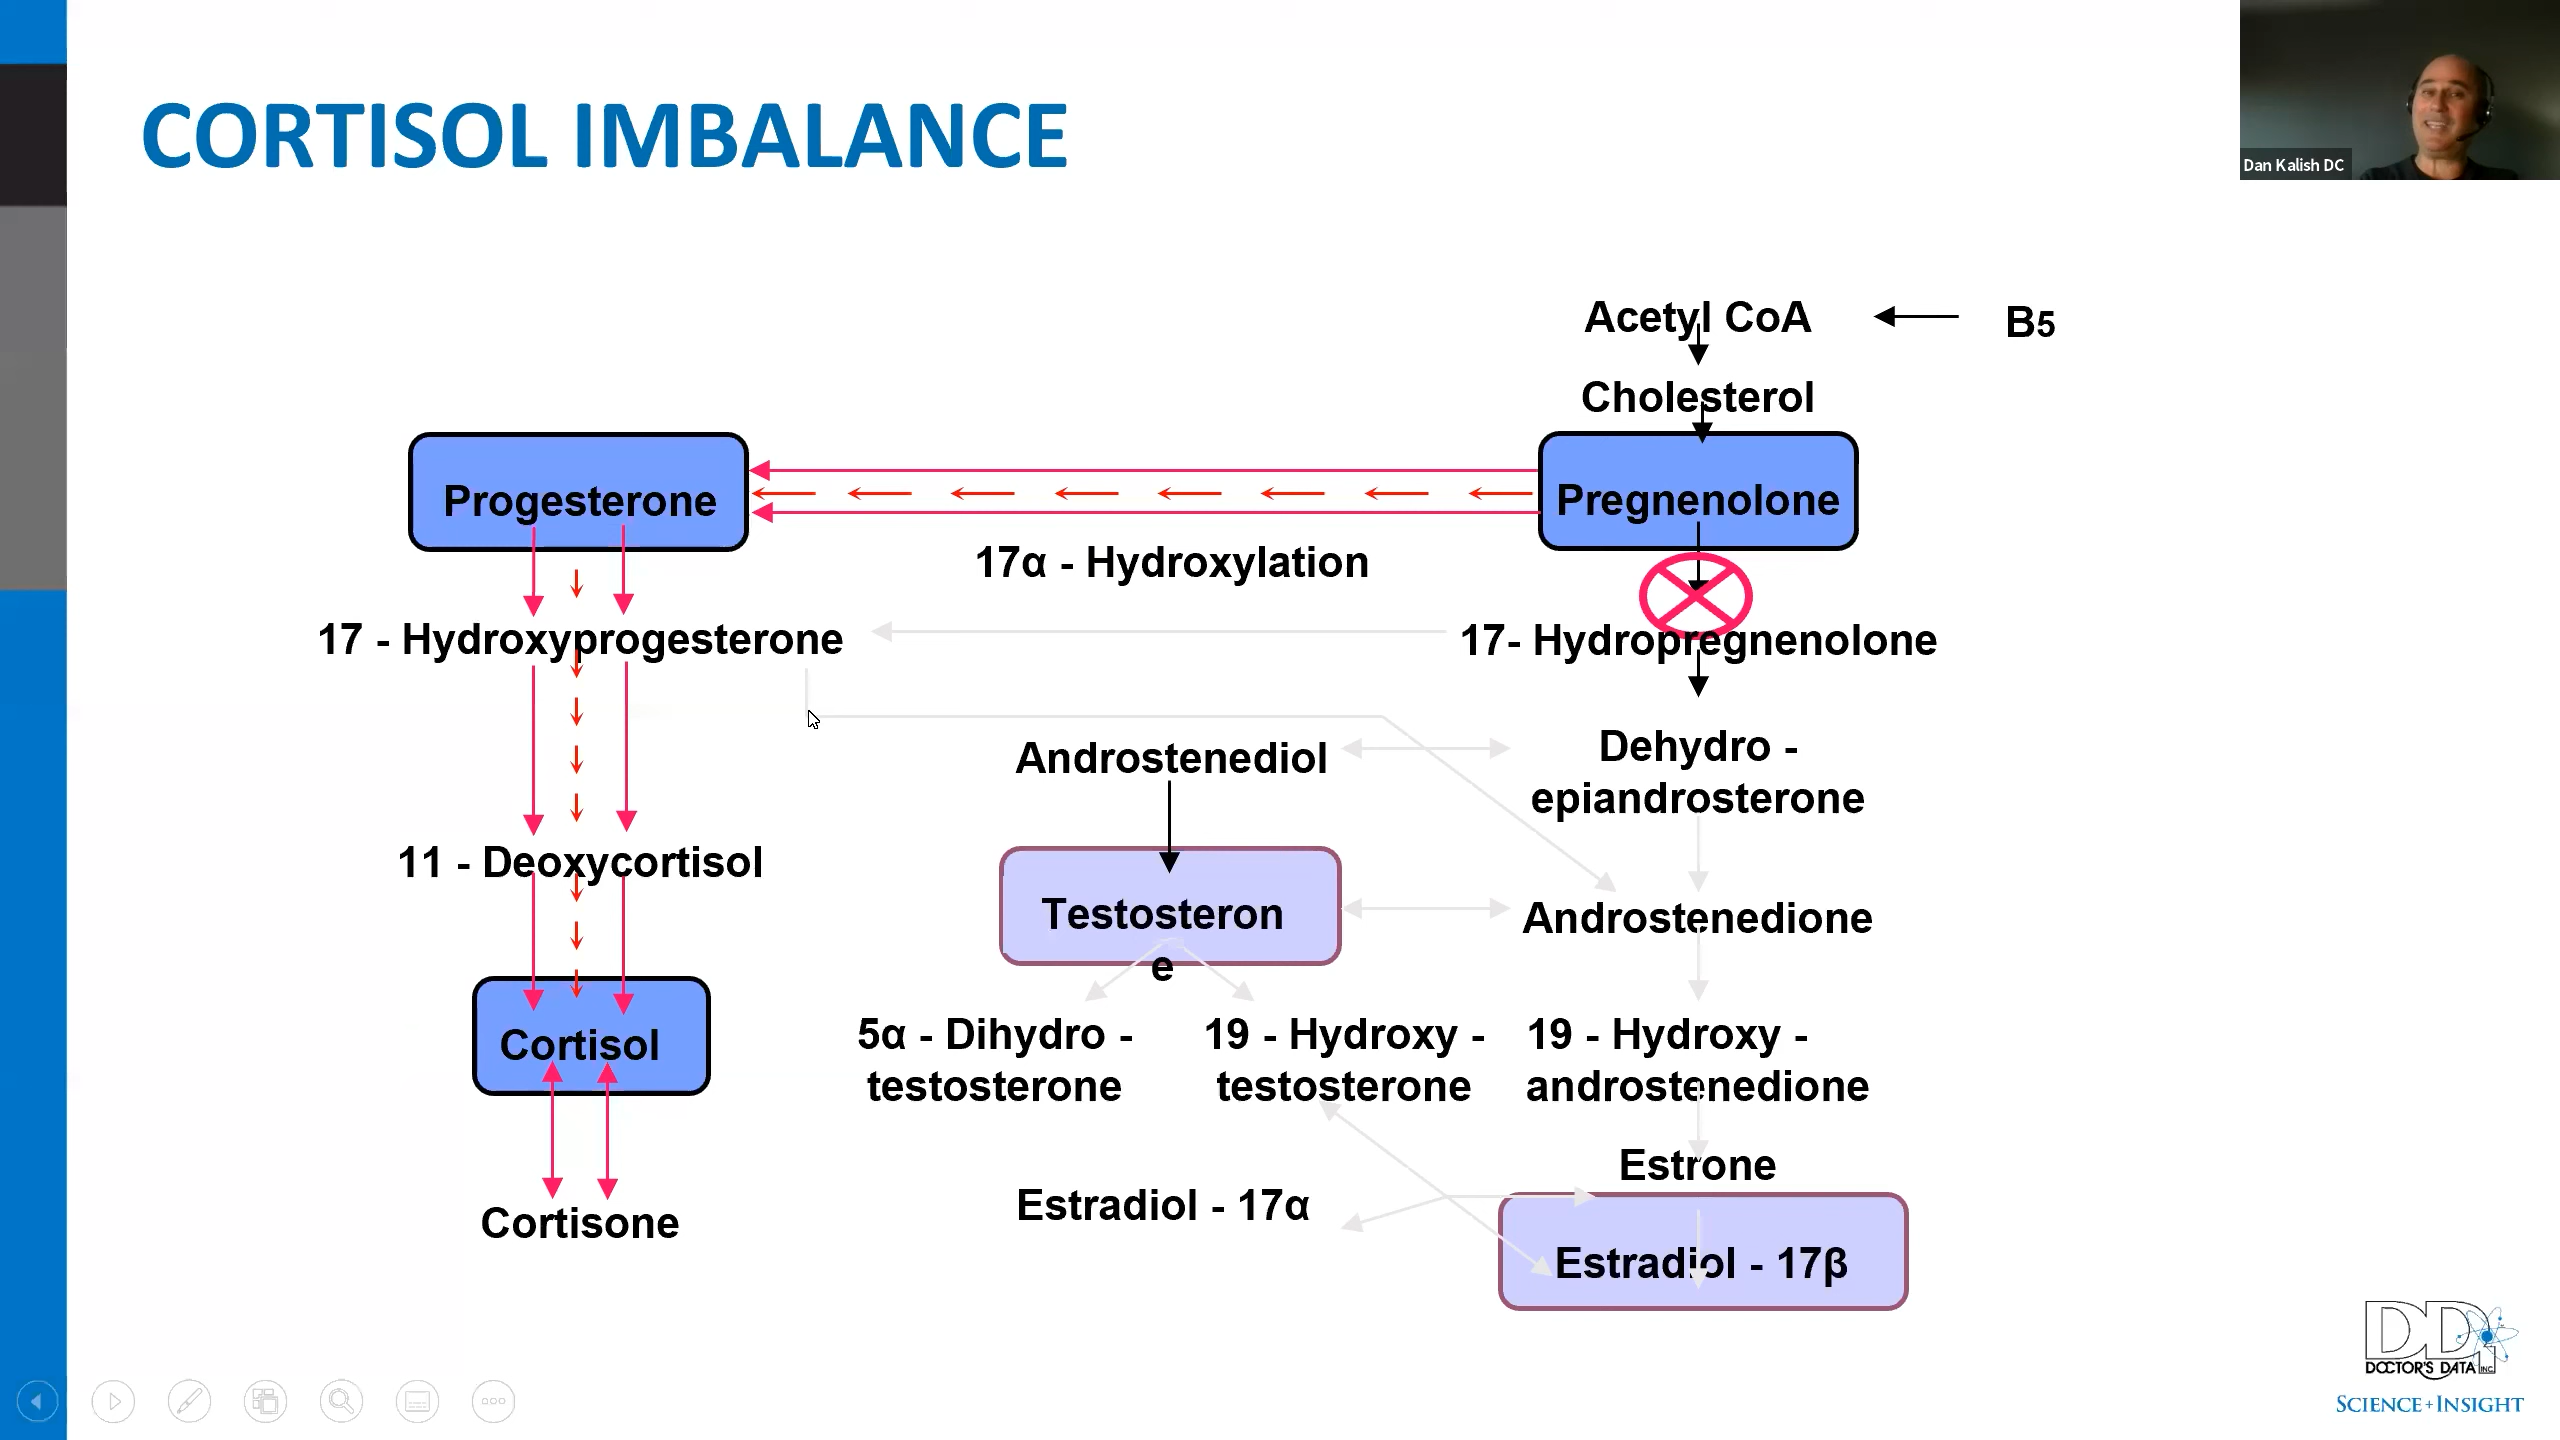 CORTISOL IMBALANCE
Dan Kalish DC
Acetyl CoA
B5
Cholesterol
Progesterone
Pregnenolone
17α - Hydroxylation
17 - Hydroxyprogesterone
17- Hydropregnenolone
Androstenediol
Dehydro -
epiandrosterone
11 - Deoxycortisol
Testosteron
e
Androstenedione
Cortisol
5α - Dihydro -
testosterone
19 - Hydroxy -
testosterone
19 - Hydroxy -
androstenedione
Estrone
Estradiol - 17α
Cortisone
Estradiol - 17β
DDI
DOCTOR'S DATA INC.
SCIENCE + INSIGHT